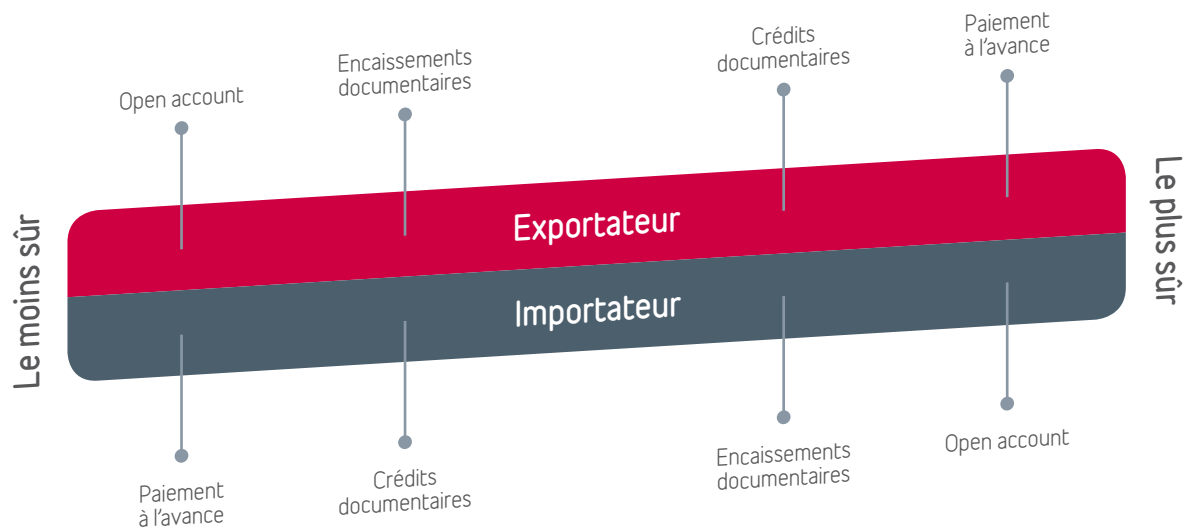 Paiement
à l'avance
Crédits
documentaires
Encaissements
documentaires
Open account
Exportateur
Le moins sûr
Le plus sûr
Importateur
Paiement
à l'avance
Crédits
documentaires
Encaissements
documentaires
Open account